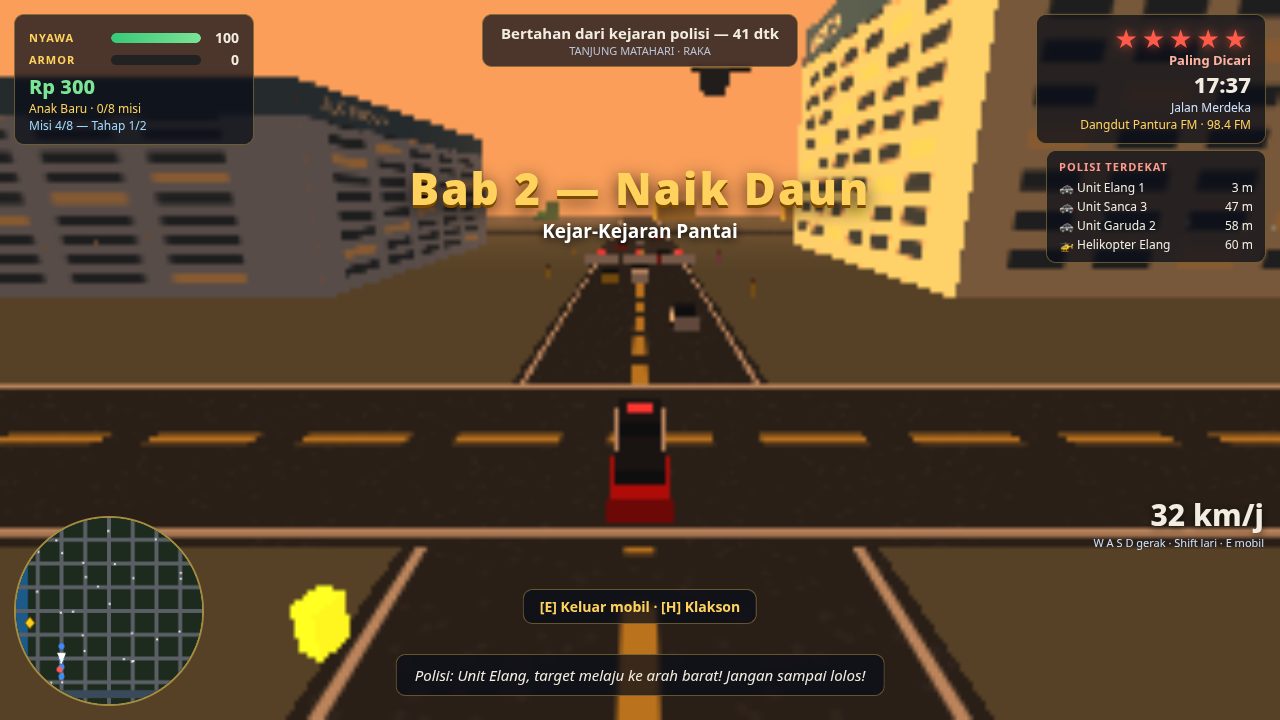 NYAWA 100
ARMOR 0
Rp 300
Anak Baru · 0/8 misi
Misi 4/8 — Tahap 1/2
Bertahan dari kejaran polisi — 41 dtk
TANJUNG MATAHARI · RAKA
★★★★★
Paling Dicari
17:37
Jalan Merdeka
Dangdut Pantura FM · 98.4 FM
POLISI TERDEKAT
Unit Elang 1 3 m
Unit Sanca 3 47 m
Unit Garuda 2 58 m
Helikopter Elang 60 m
Bab 2 — Naik Daun
Kejar-Kejaran Pantai
32 km/j
W A S D gerak · Shift lari · E mobil
[E] Keluar mobil · [H] Klakson
Polisi: Unit Elang, target melaju ke arah barat! Jangan sampai lolos!